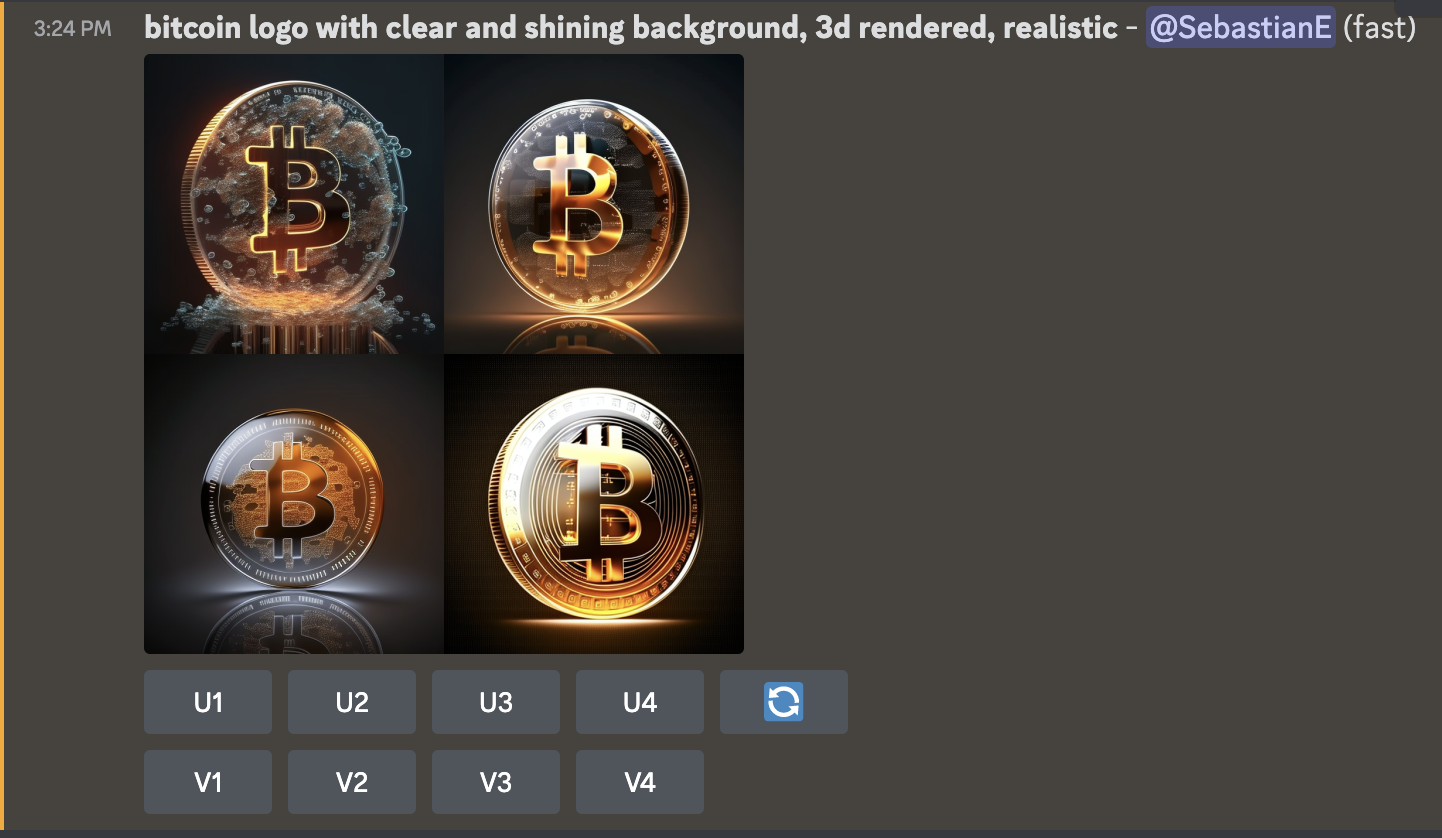 3:24 PM bitcoin logo with clear and shining background, 3d rendered, realistic - @SebastianE (fast)
U1 U2 U3 U4
V1 V2 V3 V4